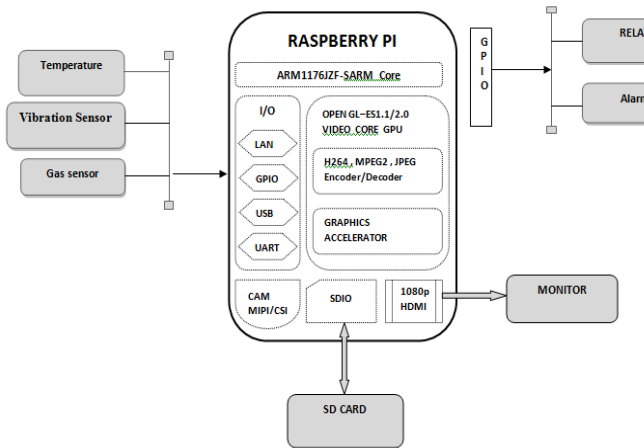 RASPBERRY PI
ARM1176JZF-SARM Core
Temperature
Vibration Sensor
Gas sensor
I/O
LAN
GPIO
USB
UART
OPEN GL–ES1.1/2.0
VIDEO CORE GPU
H264, MPEG2, JPEG
Encoder/Decoder
GRAPHICS
ACCELERATOR
CAM
MIPI/CSI
SDIO
1080p
HDMI
G
P
I
O
RELA
Alarm
MONITOR
SD CARD